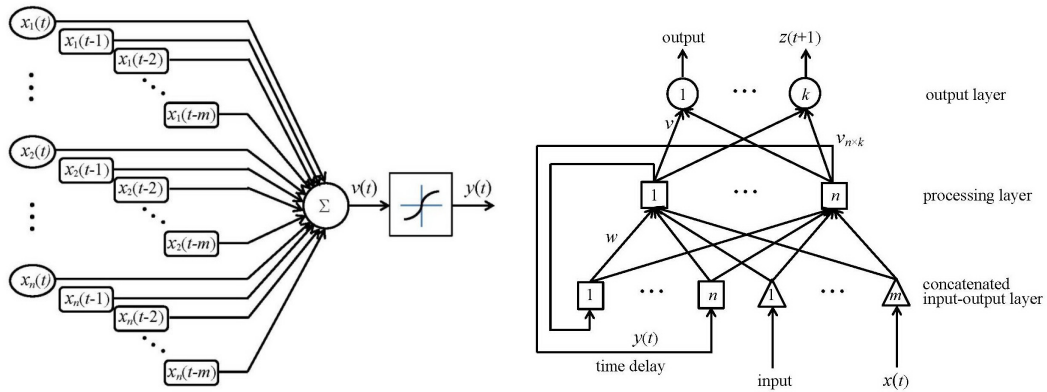 x₁(t)
x₁(t-1)
x₁(t-2)
x₁(t-m)
x₂(t)
x₂(t-1)
x₂(t-2)
x₂(t-m)
xₙ(t)
xₙ(t-1)
xₙ(t-2)
xₙ(t-m)
Σ
v(t)
y(t)
output
z(t+1)
1 ... k
output layer
v
vₙₓₖ
1 ... n
processing layer
w
1 ... n 1 ... m
concatenated
input-output layer
y(t)
time delay
input
x(t)